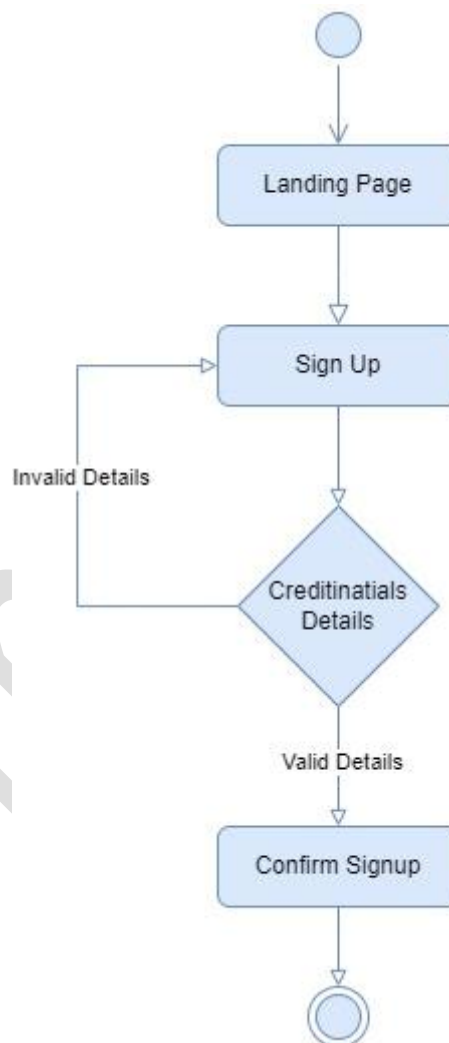 Landing Page
Sign Up
Invalid Details
Creditinatials
Details
Valid Details
Confirm Signup